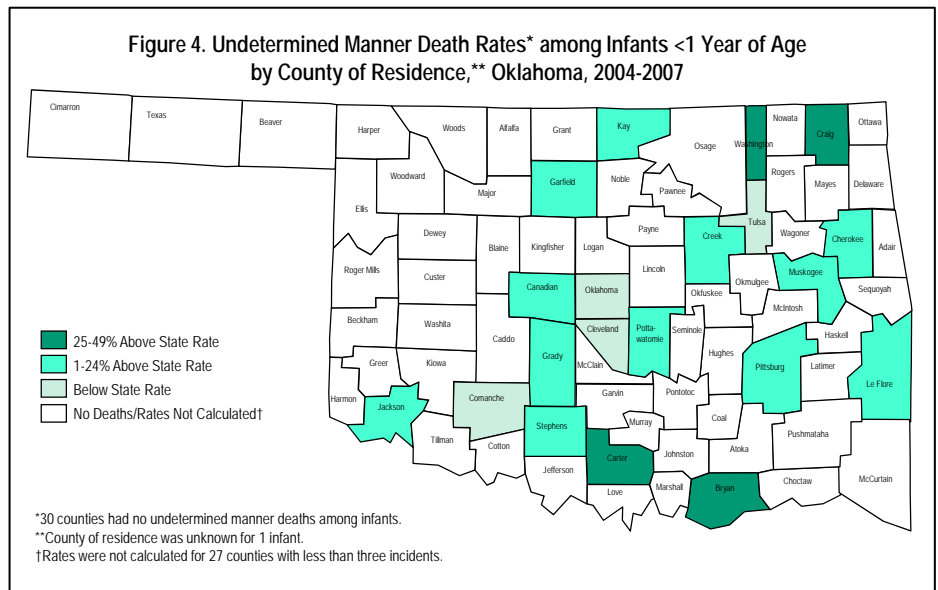 Figure 4. Undetermined Manner Death Rates* among Infants <1 Year of Age
by County of Residence,** Oklahoma, 2004-2007
Cimarron
Texas
Beaver
Harper
Woods
Alfalfa
Grant
Kay
Osage
Washington
Nowata
Craig
Ottawa
Woodward
Major
Garfield
Noble
Pawnee
Rogers
Mayes
Delaware
Ellis
Dewey
Blaine
Kingfisher
Logan
Payne
Creek
Tulsa
Wagoner
Cherokee
Adair
Roger Mills
Custer
Canadian
Oklahoma
Lincoln
Okfuskee
Okmulgee
Muskogee
Sequoyah
McIntosh
Beckham
Washita
Caddo
Grady
Cleveland
Potta-
watomie
Seminole
Hughes
Haskell
Pittsburg
Latimer
Le Flore
Greer
Kiowa
McClain
Harmon
Jackson
Comanche
Garvin
Pontotoc
Coal
Tillman
Cotton
Stephens
Murray
Carter
Johnston
Atoka
Pushmataha
Jefferson
Love
Marshall
Bryan
Choctaw
McCurtain
25-49% Above State Rate
1-24% Above State Rate
Below State Rate
No Deaths/Rates Not Calculated†
*30 counties had no undetermined manner deaths among infants.
**County of residence was unknown for 1 infant.
†Rates were not calculated for 27 counties with less than three incidents.